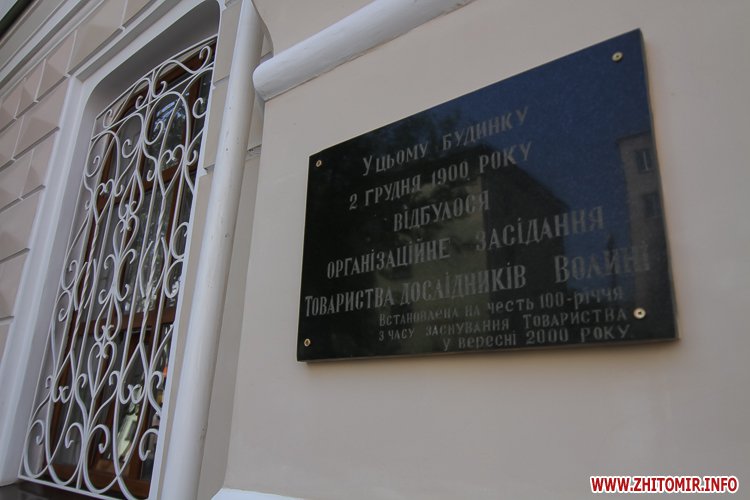 У цьому будинку
2 грудня 1900 року
відбулося
організаційне засідання
Товариства дослідників Волині
Встановлена на честь 100-річчя
з часу заснування Товариства
у вересні 2000 року.
WWW.ZHITOMIR.INFO